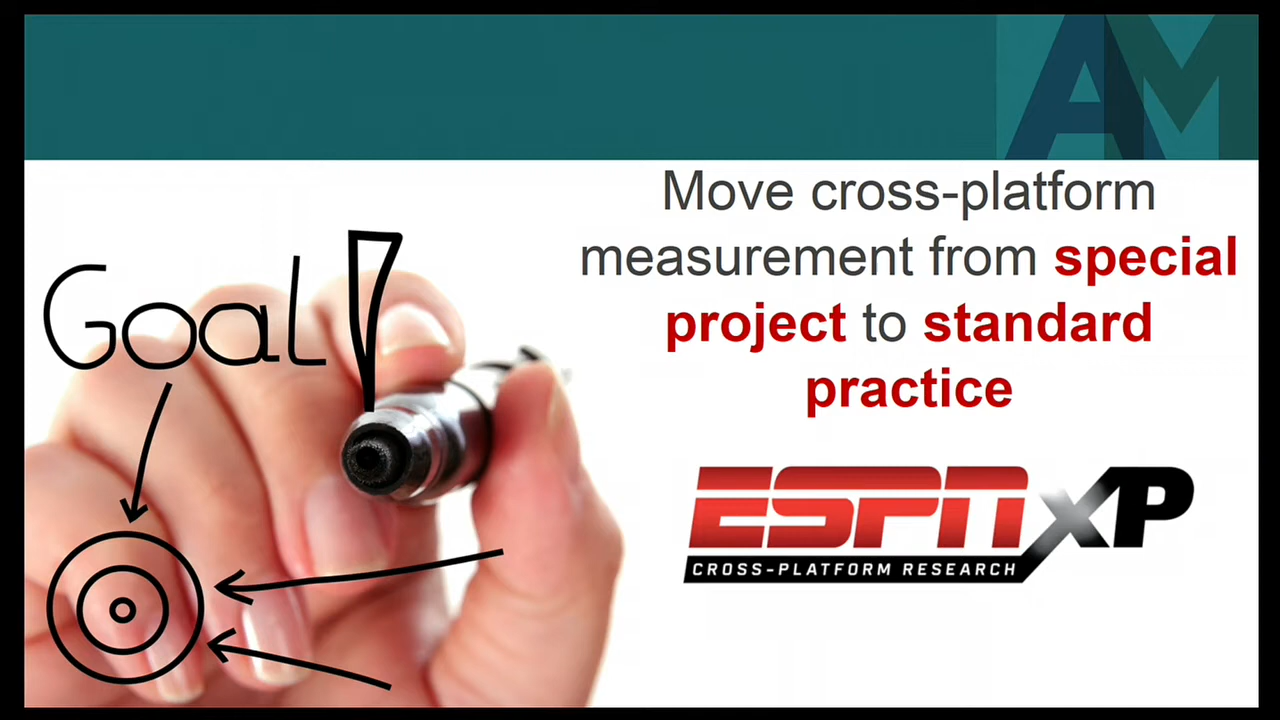 AM
Move cross-platform
measurement from special
project to standard
practice
Goal!
ESPN XP
CROSS-PLATFORM RESEARCH